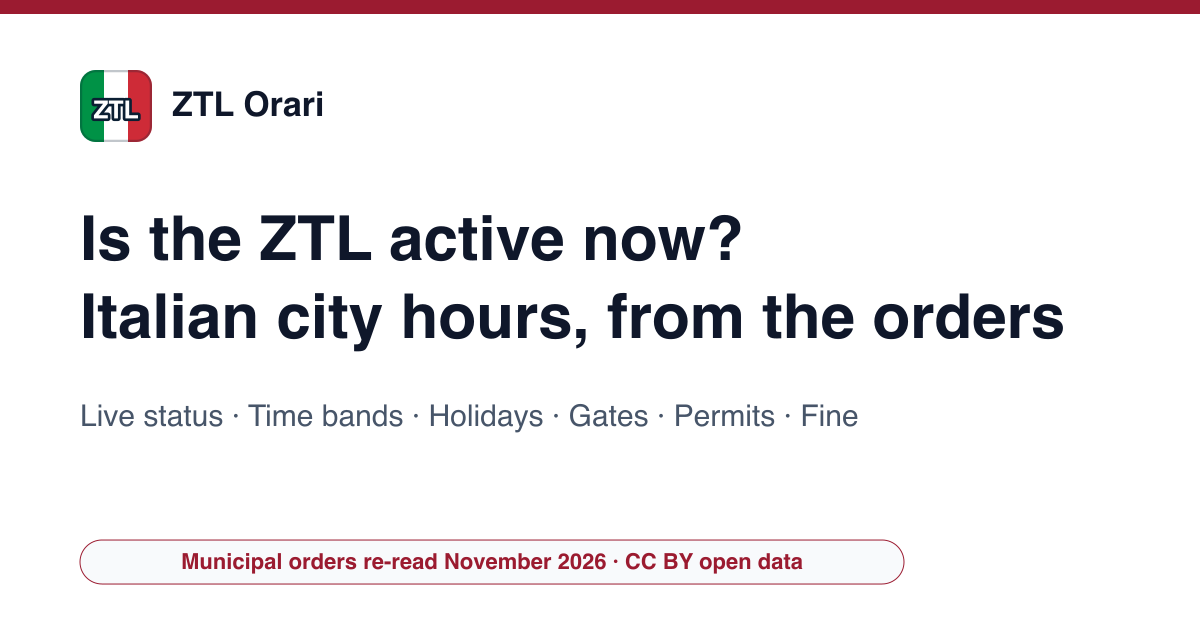 ZTL
ZTL Orari
Is the ZTL active now?
Italian city hours, from the orders
Live status · Time bands · Holidays · Gates · Permits · Fine
Municipal orders re-read November 2026 · CC BY open data